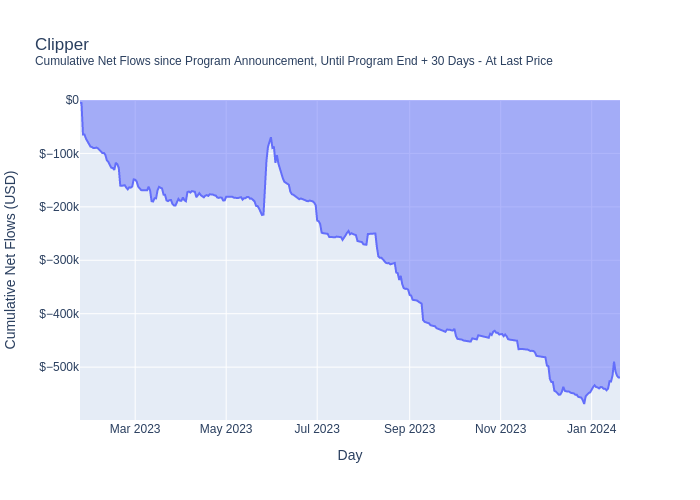 Clipper
Cumulative Net Flows since Program Announcement, Until Program End + 30 Days - At Last Price
Cumulative Net Flows (USD)
$0
$−100k
$−200k
$−300k
$−400k
$−500k
Mar 2023
May 2023
Jul 2023
Sep 2023
Nov 2023
Jan 2024
Day